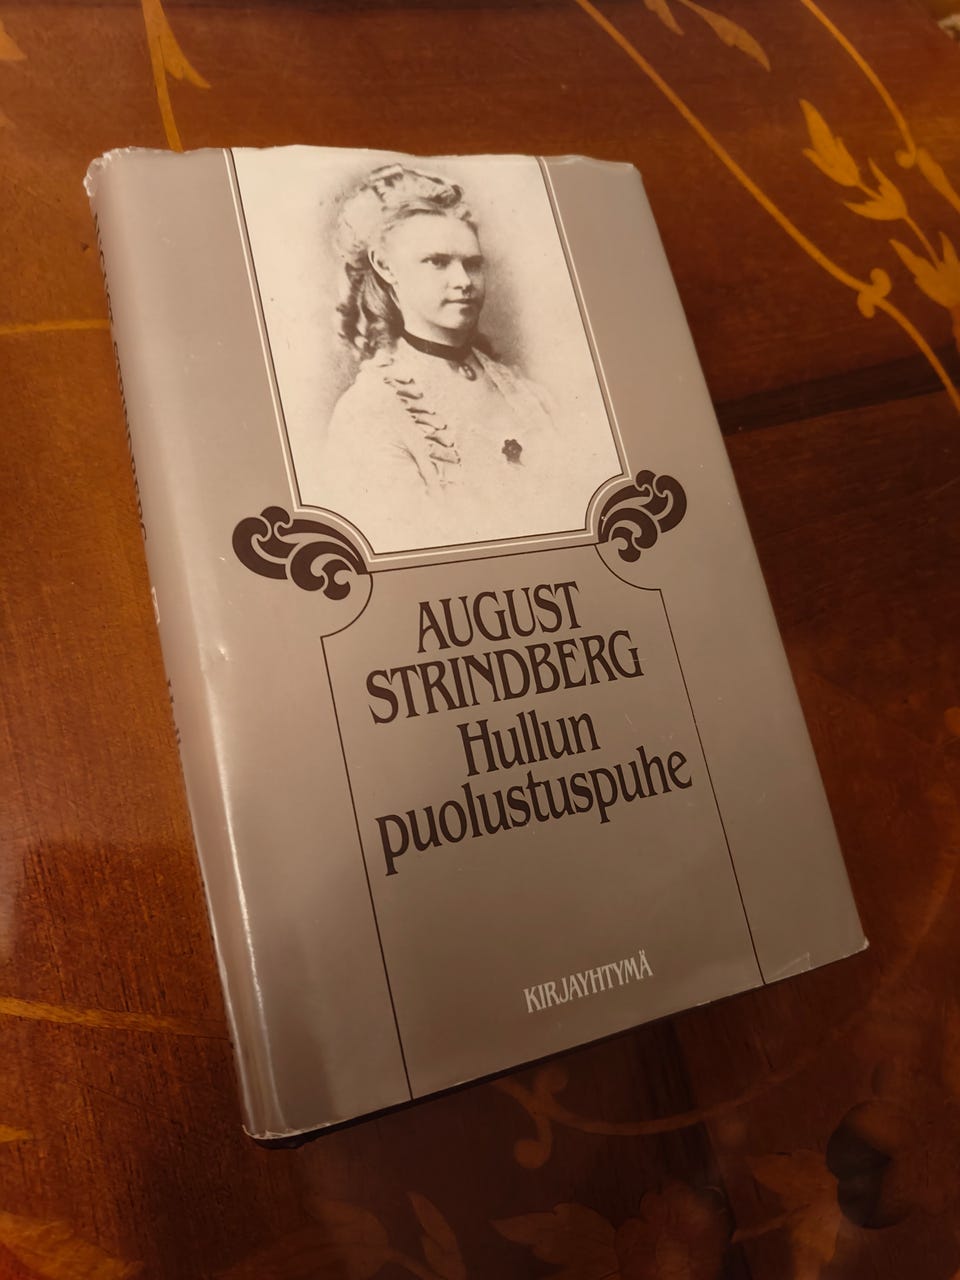 AUGUST
STRINDBERG
Hullun
puolustuspuhe
KIRJAYHTYMÄ